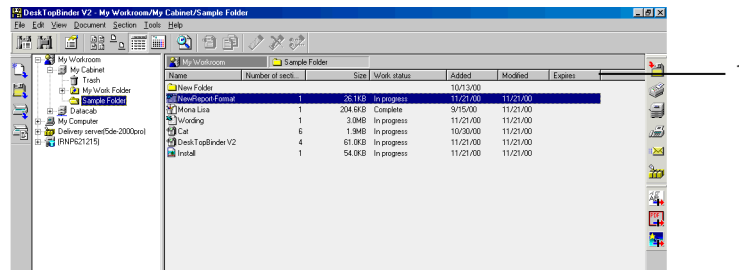 DeskTopBinder V2 - My Workroom/My Cabinet/Sample Folder
File Edit View Document Section Tools Help
My Workroom
My Cabinet
Trash
My Work Folder
Sample Folder
Datacab
My Computer
Delivery server(5de-2000pro)
(RNP621215)
My Workroom Sample Folder
Name Number of secti... Size Work status Added Modified Expires
New Folder 10/13/00
NewReport-Format 1 26.1KB In progress 11/21/00 11/21/00
Mona Lisa 1 204.6KB Complete 9/15/00 11/21/00
Wording 1 3.0MB In progress 11/21/00 11/21/00
Cat 6 1.9MB In progress 10/30/00 11/21/00
DeskTopBinder V2 4 61.0KB In progress 11/21/00 11/21/00
Install 1 54.0KB In progress 11/21/00 11/21/00
PDF